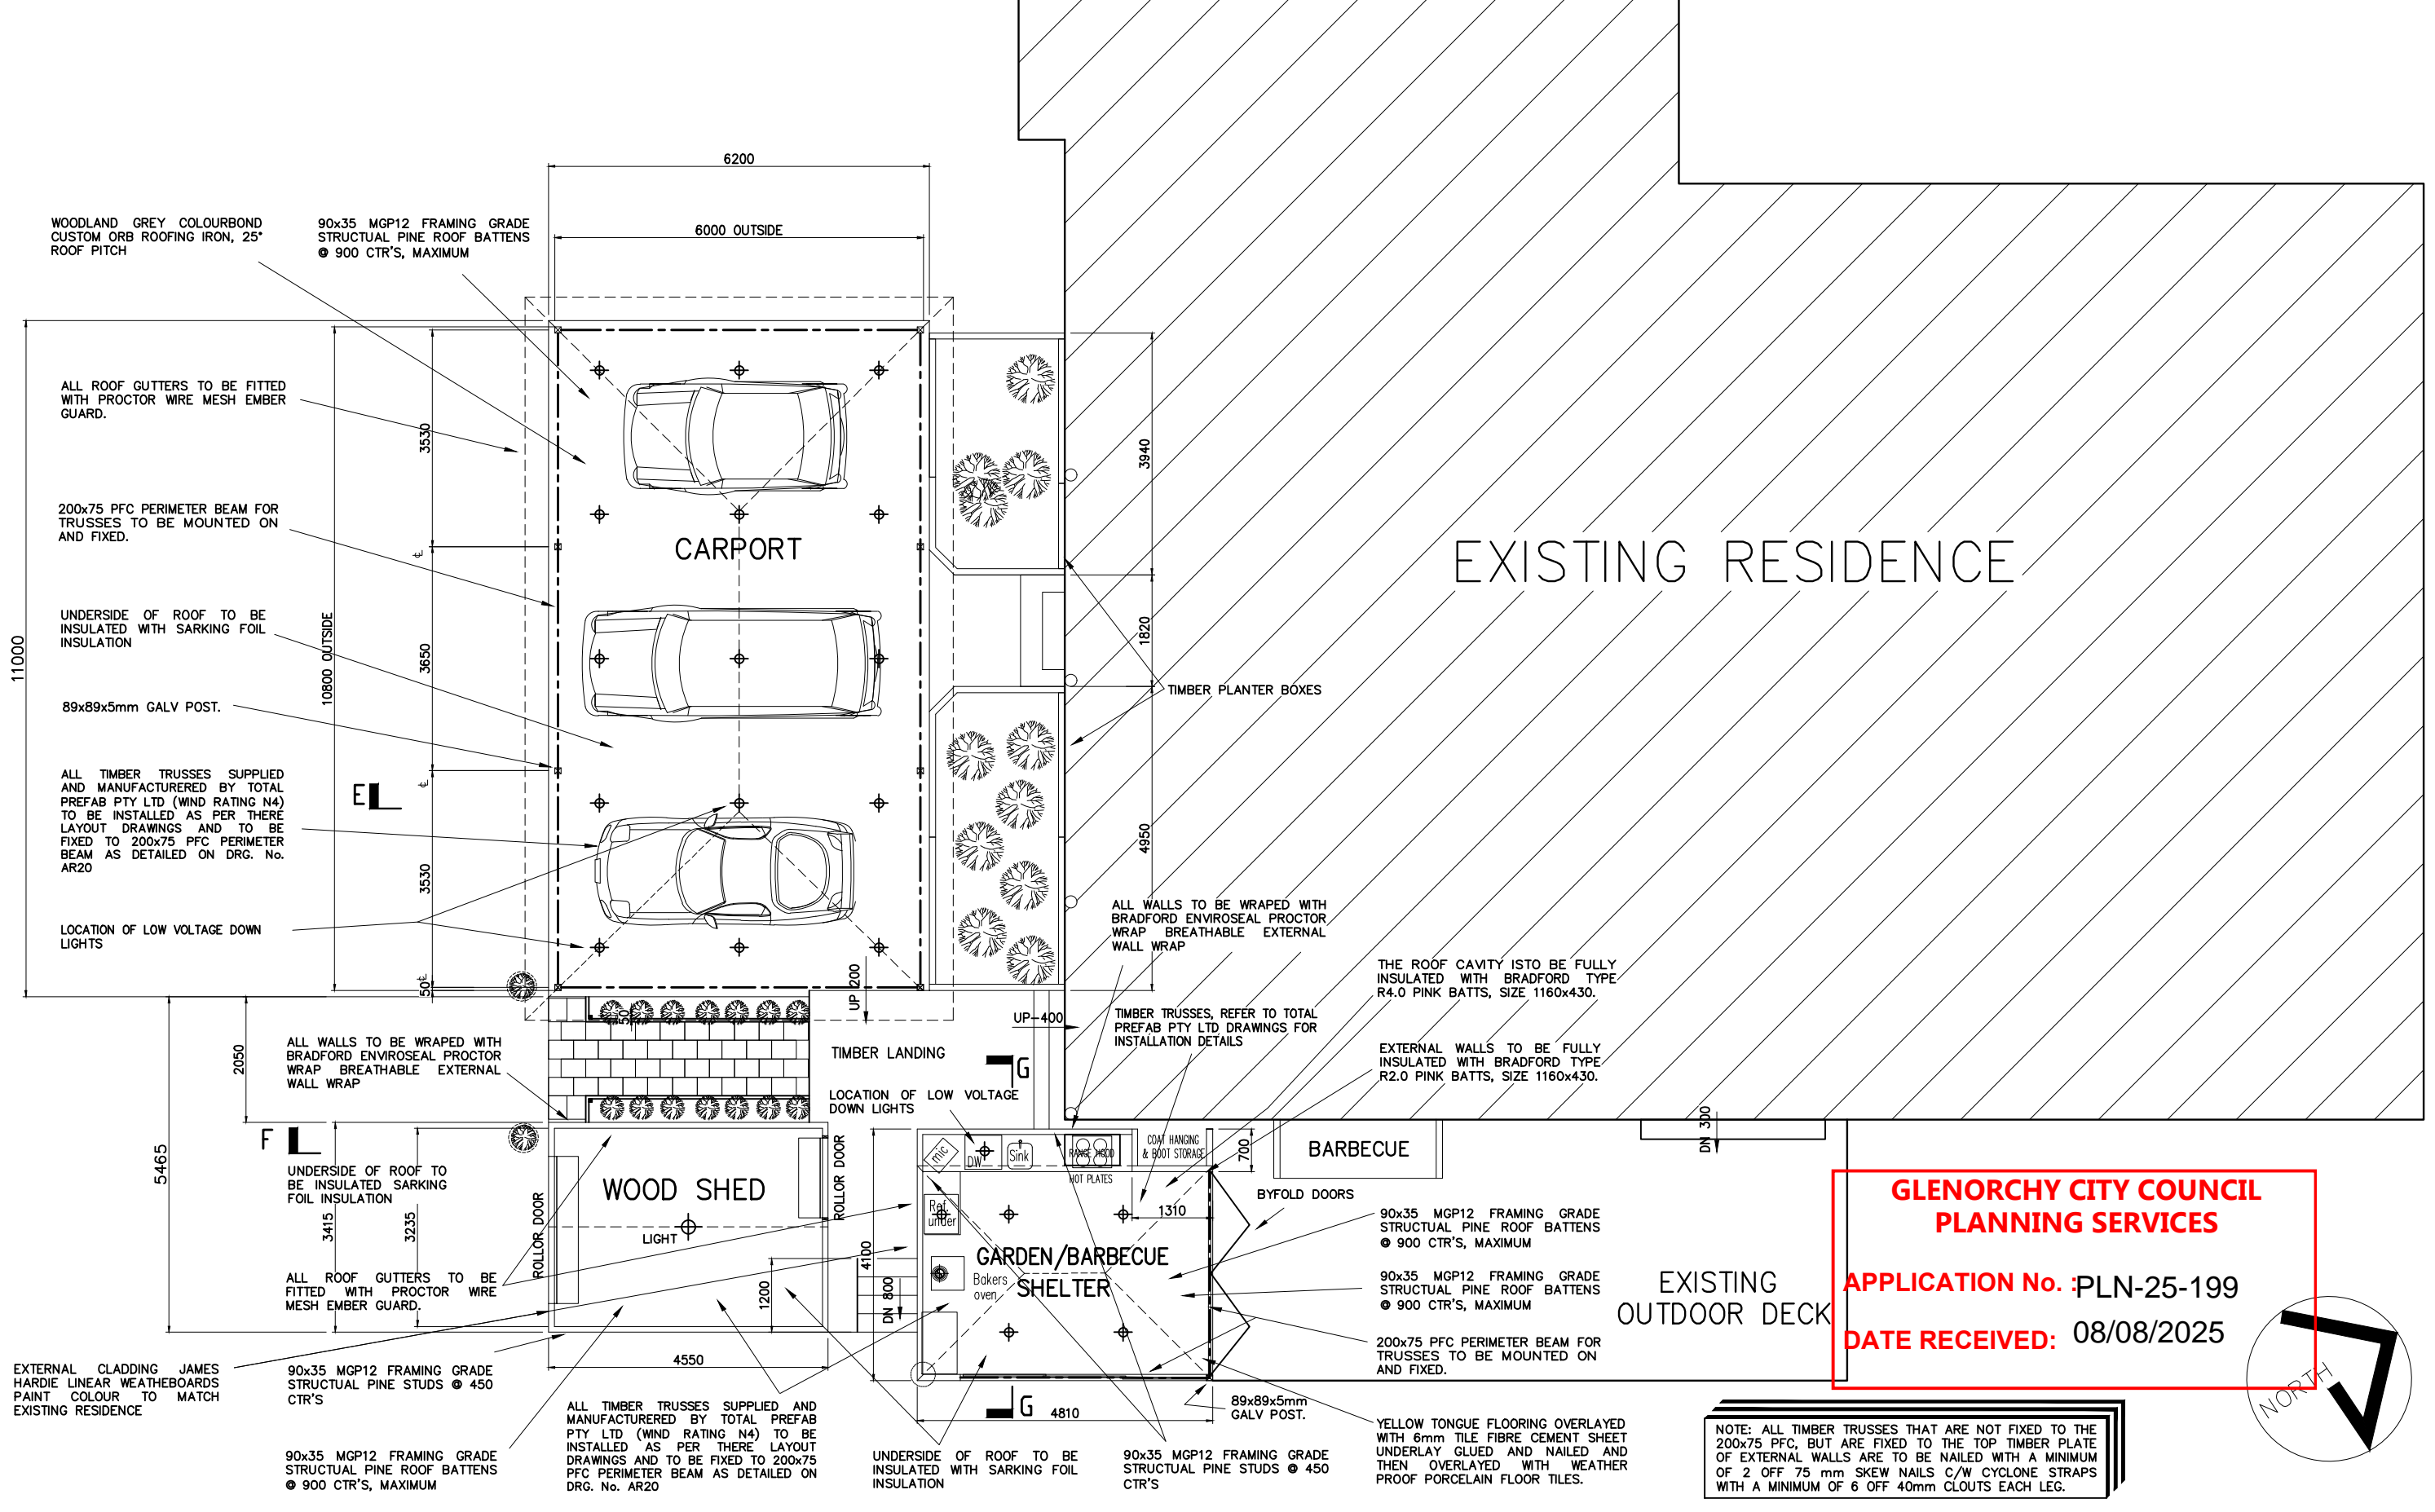 6200
6000 OUTSIDE
WOODLAND GREY COLOURBOND
CUSTOM ORB ROOFING IRON, 25°
ROOF PITCH
90x35 MGP12 FRAMING GRADE
STRUCTUAL PINE ROOF BATTENS
@ 900 CTR'S, MAXIMUM
ALL ROOF GUTTERS TO BE FITTED
WITH PROCTOR WIRE MESH EMBER
GUARD.
200x75 PFC PERIMETER BEAM FOR
TRUSSES TO BE MOUNTED ON
AND FIXED.
UNDERSIDE OF ROOF TO BE
INSULATED WITH SARKING FOIL
INSULATION
89x89x5mm GALV POST.
ALL TIMBER TRUSSES SUPPLIED
AND MANUFACTURERED BY TOTAL
PREFAB PTY LTD (WIND RATING N4)
TO BE INSTALLED AS PER THERE
LAYOUT DRAWINGS AND TO BE
FIXED TO 200x75 PFC PERIMETER
BEAM AS DETAILED ON DRG. No.
AR20
LOCATION OF LOW VOLTAGE DOWN
LIGHTS
11000
10800 OUTSIDE
3530
3650
3530
50
E
CARPORT
3940
1820
4950
TIMBER PLANTER BOXES
EXISTING RESIDENCE
ALL WALLS TO BE WRAPED WITH
BRADFORD ENVIROSEAL PROCTOR
WRAP BREATHABLE EXTERNAL
WALL WRAP
THE ROOF CAVITY ISTO BE FULLY
INSULATED WITH BRADFORD TYPE
R4.0 PINK BATTS, SIZE 1160x430.
TIMBER TRUSSES, REFER TO TOTAL
PREFAB PTY LTD DRAWINGS FOR
INSTALLATION DETAILS
EXTERNAL WALLS TO BE FULLY
INSULATED WITH BRADFORD TYPE
R2.0 PINK BATTS, SIZE 1160x430.
UP 200
UP-400
50
TIMBER LANDING
G
LOCATION OF LOW VOLTAGE
DOWN LIGHTS
ALL WALLS TO BE WRAPED WITH
BRADFORD ENVIROSEAL PROCTOR
WRAP BREATHABLE EXTERNAL
WALL WRAP
2050
5465
F
UNDERSIDE OF ROOF TO
BE INSULATED SARKING
FOIL INSULATION
3415
3235
ROLLOR DOOR
WOOD SHED
LIGHT
ROLLOR DOOR
1200
4550
4100
DN 800
mic
DW
Sink
RANGE HOOD
HOT PLATES
COAT HANGING
& BOOT STORAGE
700
1310
Ref.
under
Bakers
oven
GARDEN/BARBECUE
SHELTER
BARBECUE
BYFOLD DOORS
DN 300
ALL ROOF GUTTERS TO BE
FITTED WITH PROCTOR WIRE
MESH EMBER GUARD.
EXTERNAL CLADDING JAMES
HARDIE LINEAR WEATHEBOARDS
PAINT COLOUR TO MATCH
EXISTING RESIDENCE
90x35 MGP12 FRAMING GRADE
STRUCTUAL PINE STUDS @ 450
CTR'S
90x35 MGP12 FRAMING GRADE
STRUCTUAL PINE ROOF BATTENS
@ 900 CTR'S, MAXIMUM
ALL TIMBER TRUSSES SUPPLIED AND
MANUFACTURERED BY TOTAL PREFAB
PTY LTD (WIND RATING N4) TO BE
INSTALLED AS PER THERE LAYOUT
DRAWINGS AND TO BE FIXED TO 200x75
PFC PERIMETER BEAM AS DETAILED ON
DRG. No. AR20
UNDERSIDE OF ROOF TO BE
INSULATED WITH SARKING FOIL
INSULATION
G
4810
90x35 MGP12 FRAMING GRADE
STRUCTUAL PINE STUDS @ 450
CTR'S
89x89x5mm
GALV POST.
90x35 MGP12 FRAMING GRADE
STRUCTUAL PINE ROOF BATTENS
@ 900 CTR'S, MAXIMUM
90x35 MGP12 FRAMING GRADE
STRUCTUAL PINE ROOF BATTENS
@ 900 CTR'S, MAXIMUM
200x75 PFC PERIMETER BEAM FOR
TRUSSES TO BE MOUNTED ON
AND FIXED.
YELLOW TONGUE FLOORING OVERLAYED
WITH 6mm TILE FIBRE CEMENT SHEET
UNDERLAY GLUED AND NAILED AND
THEN OVERLAYED WITH WEATHER
PROOF PORCELAIN FLOOR TILES.
EXISTING
OUTDOOR DECK
GLENORCHY CITY COUNCIL
PLANNING SERVICES
APPLICATION No. : PLN-25-199
DATE RECEIVED: 08/08/2025
NORTH
NOTE: ALL TIMBER TRUSSES THAT ARE NOT FIXED TO THE
200x75 PFC, BUT ARE FIXED TO THE TOP TIMBER PLATE
OF EXTERNAL WALLS ARE TO BE NAILED WITH A MINIMUM
OF 2 OFF 75 mm SKEW NAILS C/W CYCLONE STRAPS
WITH A MINIMUM OF 6 OFF 40mm CLOUTS EACH LEG.